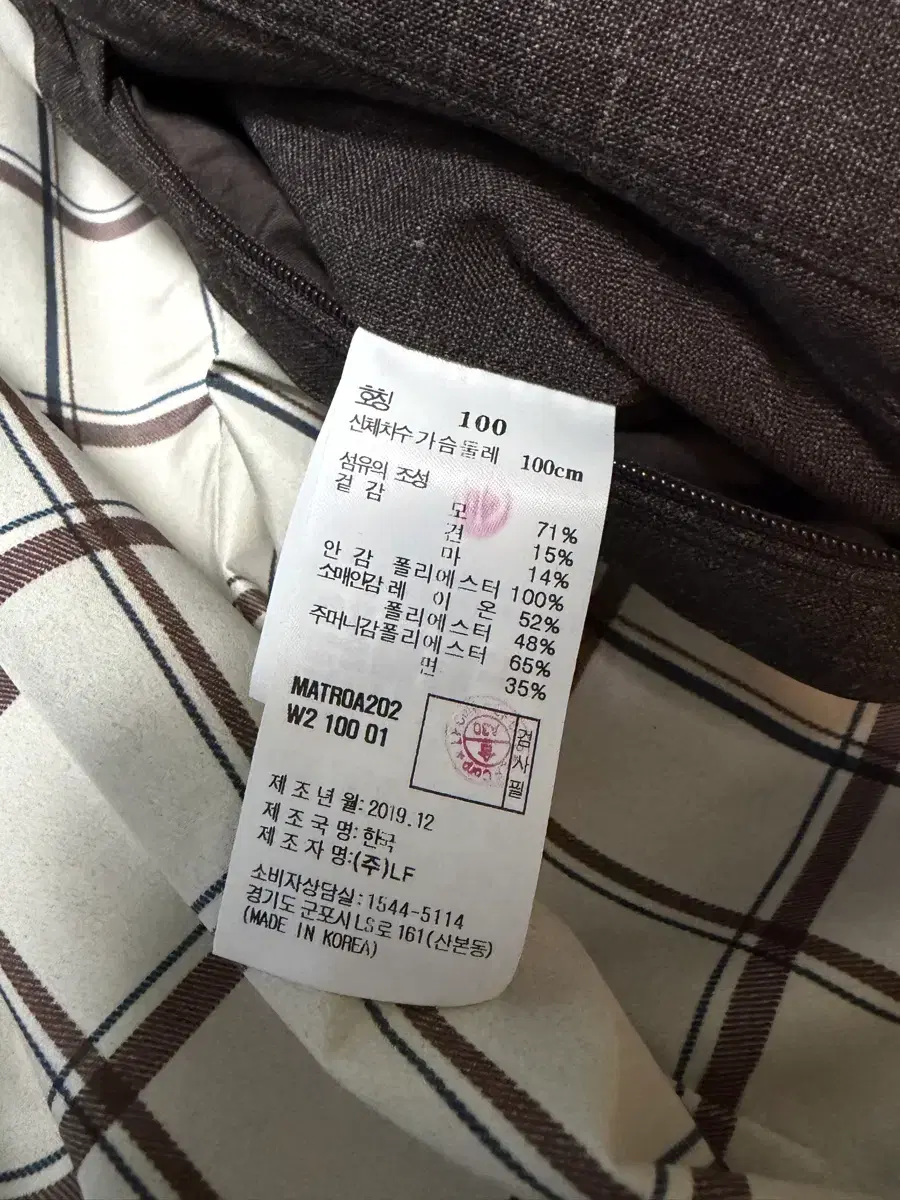 호칭 100
신체치수 가슴둘레 100cm
섬유의 조성
겉 감 모 71%
견 15%
마 14%
안 감 폴리에스터 100%
소매안감 레 이 온 52%
폴리에스터 48%
주머니감 폴리에스터 65%
면 35%
MATROA202
W2 100 01
검사필
제 조 년 월: 2019.12
제 조 국 명: 한국
제 조 자 명:(주)LF
소비자상담실: 1544-5114
경기도 군포시 LS로 161(산본동)
(MADE IN KOREA)